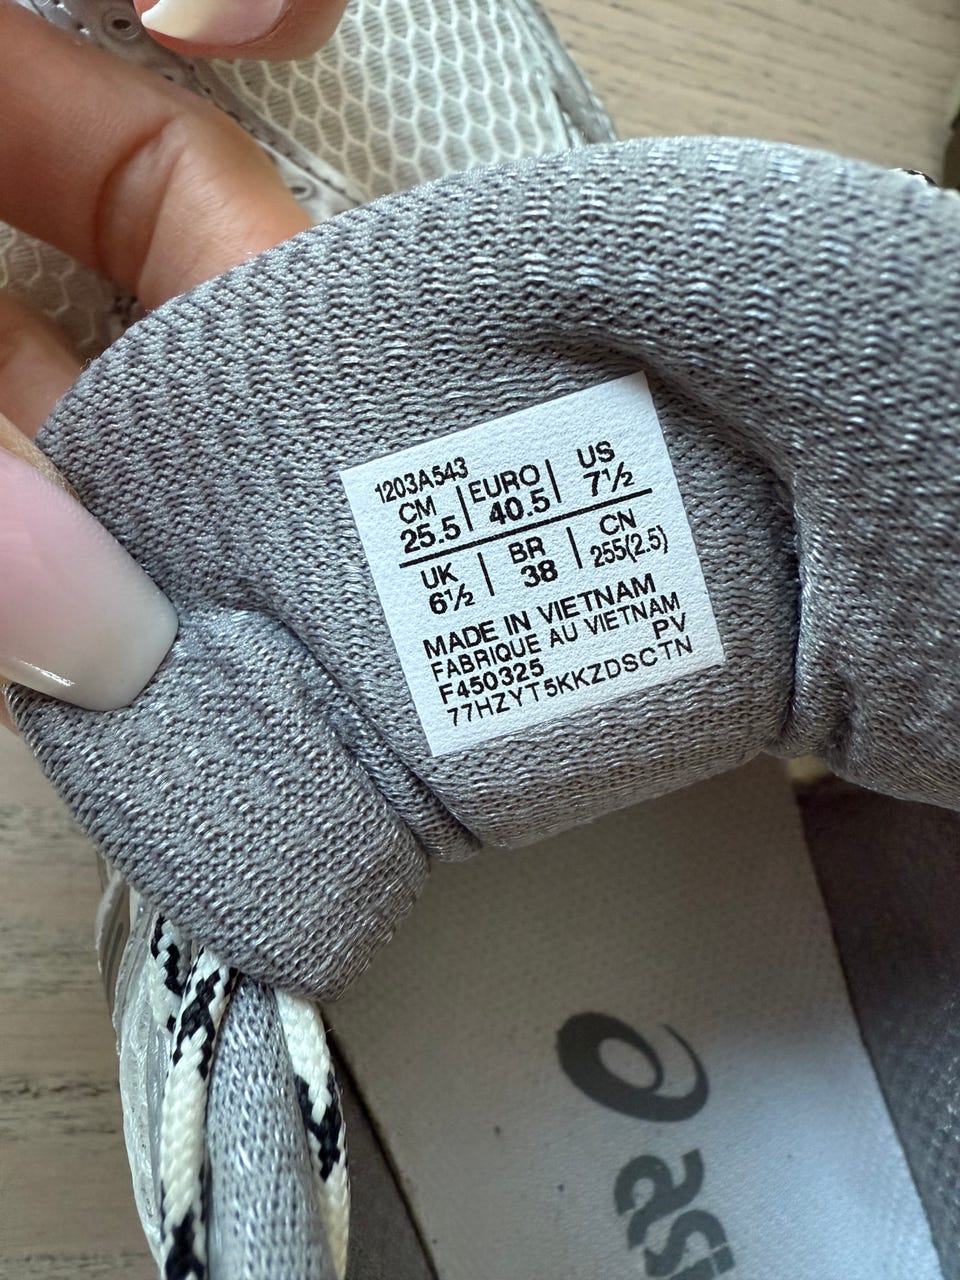 1203A543
CM | EURO | US
25.5 | 40.5 | 7½
UK | BR | CN
6½ | 38 | 255(2.5)
MADE IN VIETNAM
FABRIQUE AU VIETNAM
F450325 PV
77HZYT5KKZDSCTN
asi